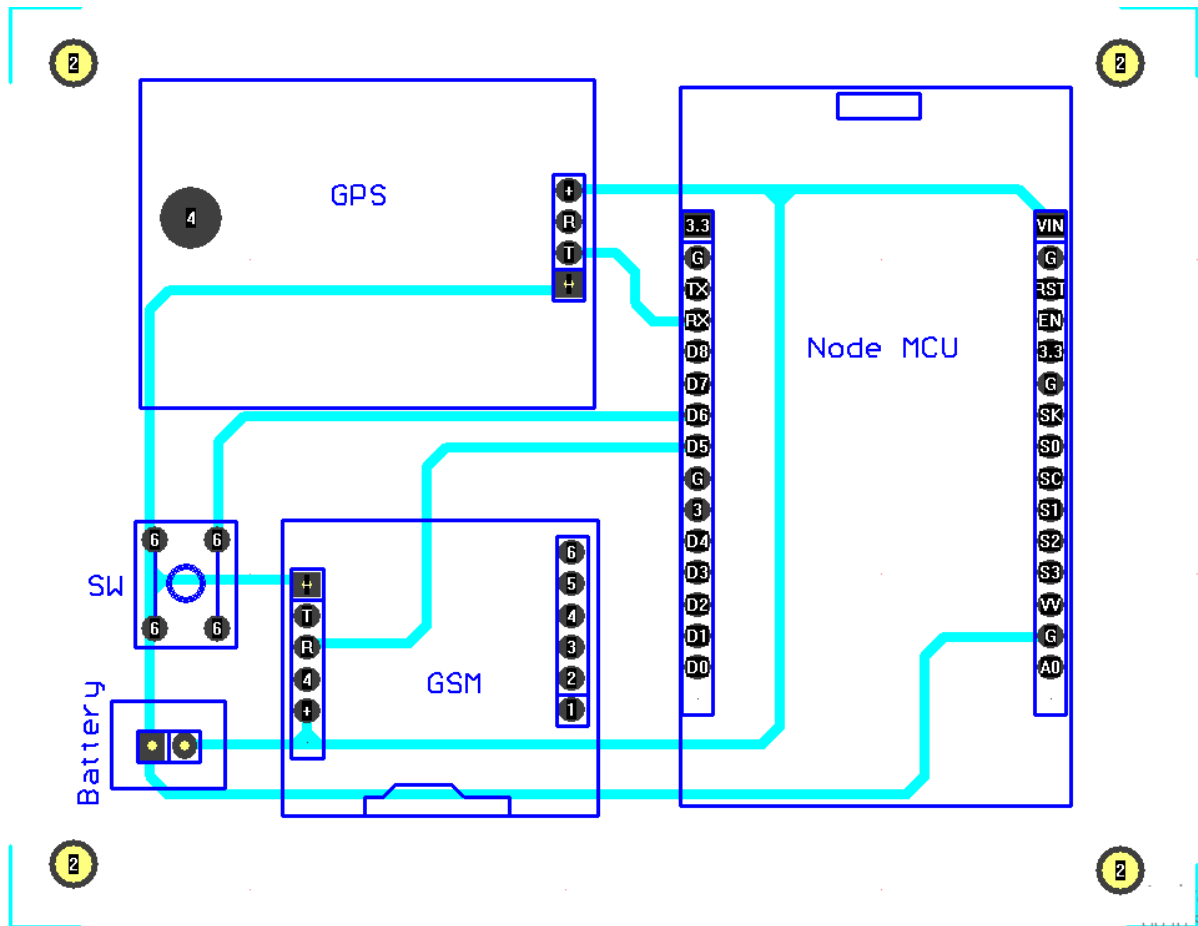 2
2
GPS
4
+
R
T
3.3
G
TX
RX
D8
D7
D6
D5
G
3
D4
D3
D2
D1
D0
Node MCU
VIN
G
RST
EN
3.3
G
SK
S0
SC
S1
S2
S3
VV
G
A0
SW
6
6
6
6
T
R
4
+
GSM
6
5
4
3
2
1
Battery
2
2